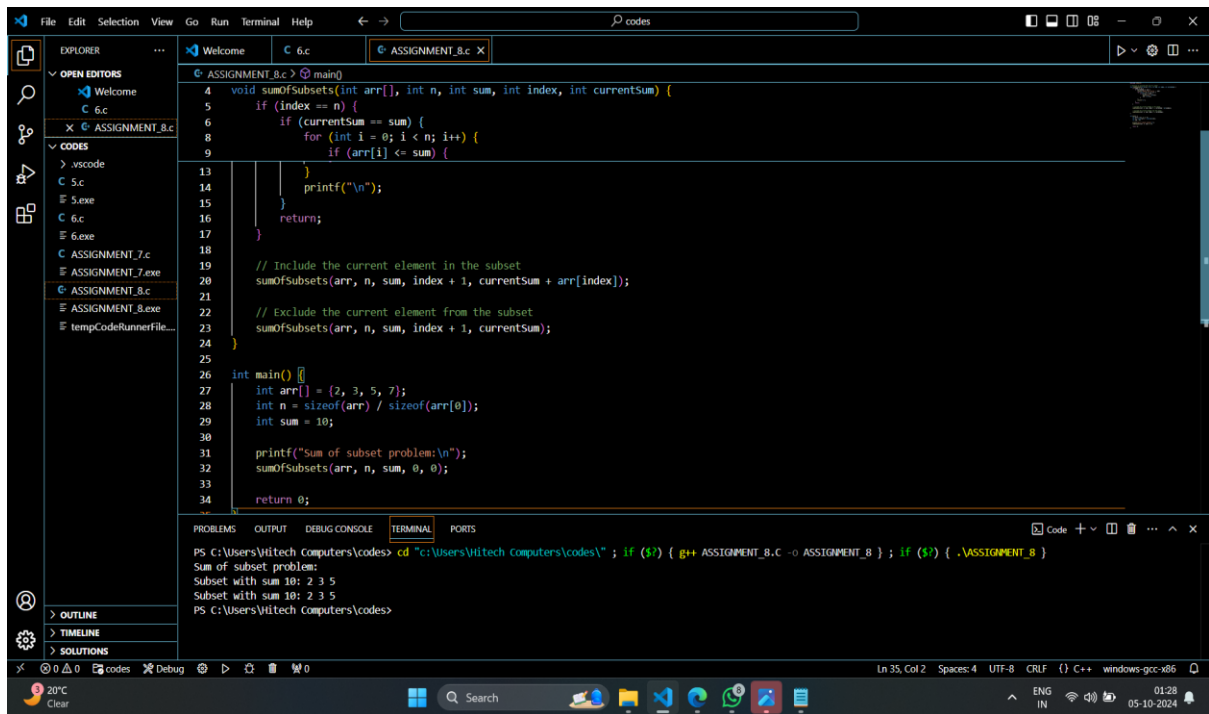 File Edit Selection View Go Run Terminal Help
codes
EXPLORER
OPEN EDITORS
Welcome
C 6.c
ASSIGNMENT_8.c
CODES
.vscode
C 5.c
5.exe
C 6.c
6.exe
C ASSIGNMENT_7.c
ASSIGNMENT_7.exe
ASSIGNMENT_8.c
ASSIGNMENT_8.exe
tempCodeRunnerFile....
OUTLINE
TIMELINE
SOLUTIONS
Welcome C 6.c ASSIGNMENT_8.c
ASSIGNMENT_8.c > main()
4 void sumOfSubsets(int arr[], int n, int sum, int index, int currentSum) {
5 if (index == n) {
6 if (currentSum == sum) {
8 for (int i = 0; i < n; i++) {
9 if (arr[i] <= sum) {
13 }
14 printf("\n");
15 }
16 return;
17 }
18
19 // Include the current element in the subset
20 sumOfSubsets(arr, n, sum, index + 1, currentSum + arr[index]);
21
22 // Exclude the current element from the subset
23 sumOfSubsets(arr, n, sum, index + 1, currentSum);
24 }
25
26 int main() {
27 int arr[] = {2, 3, 5, 7};
28 int n = sizeof(arr) / sizeof(arr[0]);
29 int sum = 10;
30
31 printf("Sum of subset problem:\n");
32 sumOfSubsets(arr, n, sum, 0, 0);
33
34 return 0;
35 }
PROBLEMS OUTPUT DEBUG CONSOLE TERMINAL PORTS
Code
PS C:\Users\Hitech Computers\codes> cd "c:\Users\Hitech Computers\codes\" ; if ($?) { g++ ASSIGNMENT_8.C -o ASSIGNMENT_8 } ; if ($?) { .\ASSIGNMENT_8 }
Sum of subset problem:
Subset with sum 10: 2 3 5
Subset with sum 10: 2 3 5
PS C:\Users\Hitech Computers\codes>
0 0 codes Debug 0
Ln 35, Col 2 Spaces: 4 UTF-8 CRLF {} C++ windows-gcc-x86
3
20°C
Clear
Search
8
ENG
IN
01:28
05-10-2024